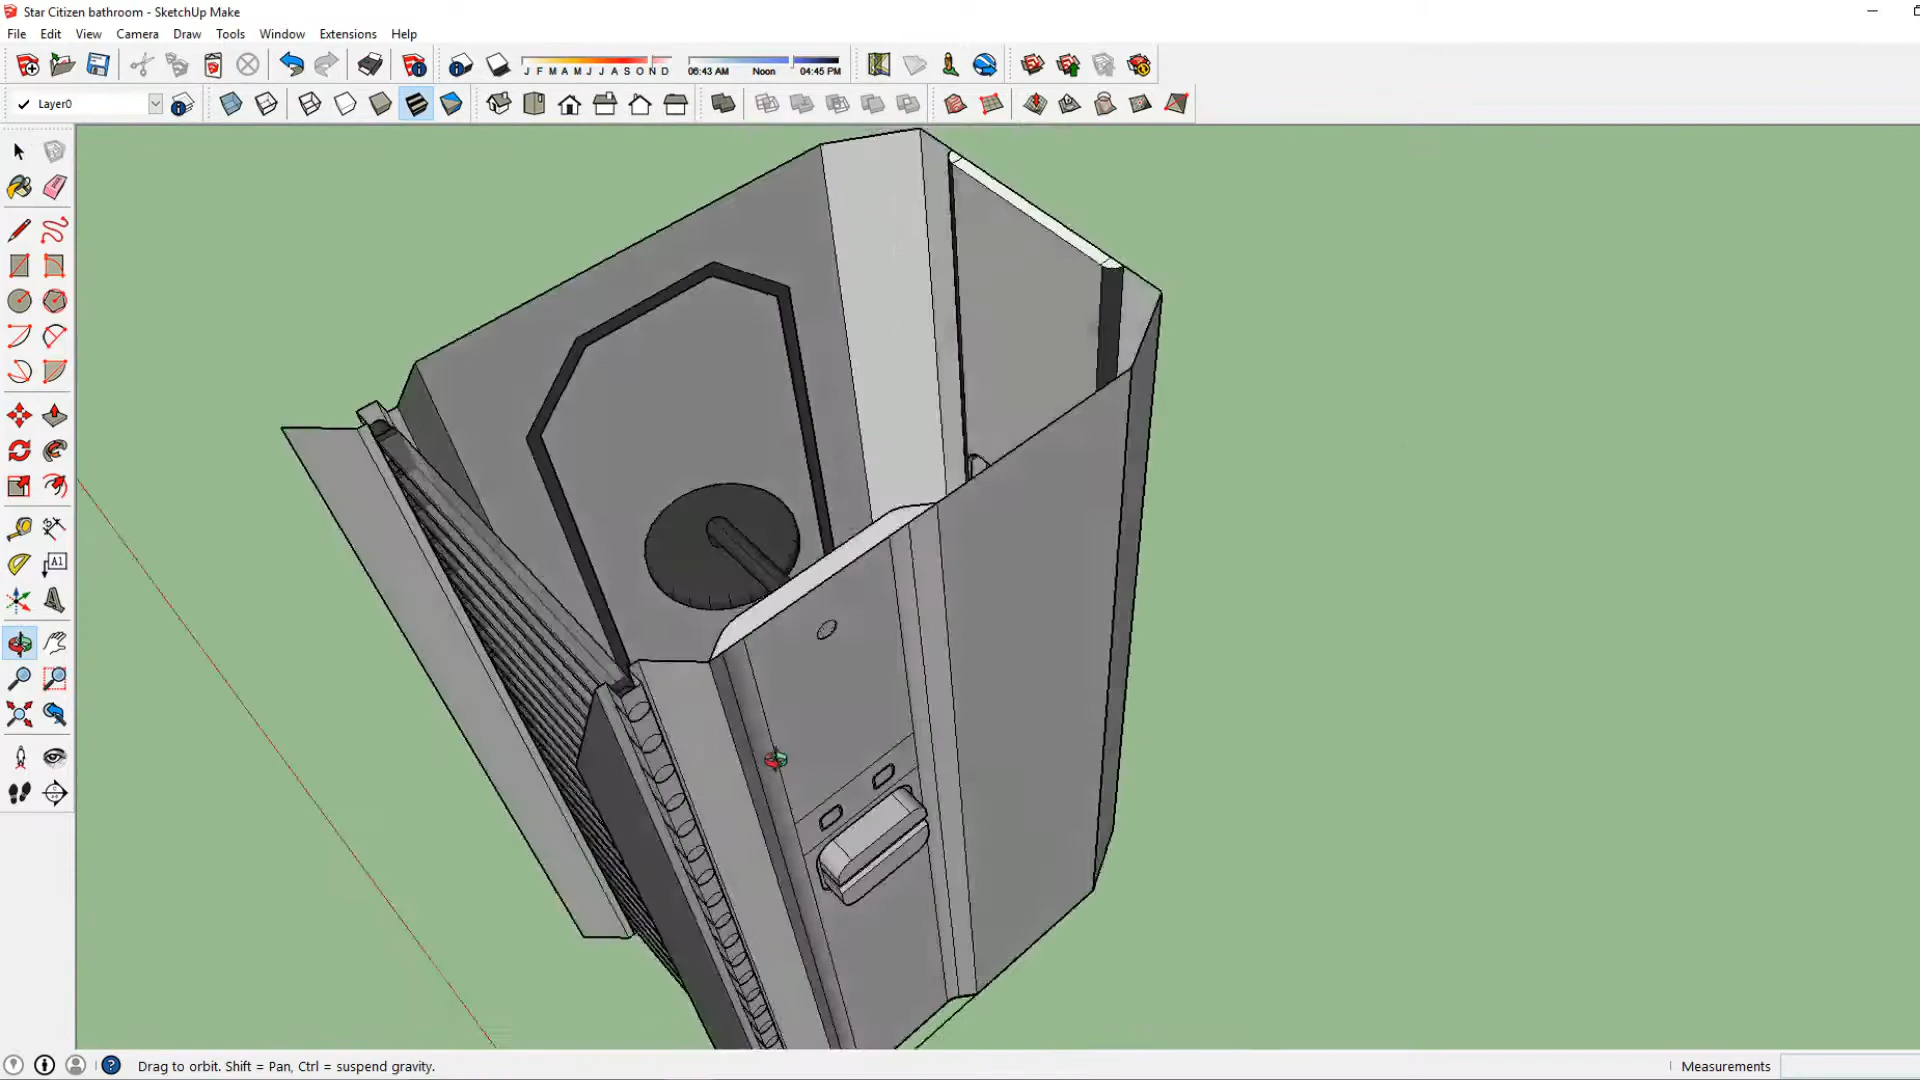 Star Citizen bathroom - SketchUp Make
File Edit View Camera Draw Tools Window Extensions Help
J F M A M J J A S O N D 06:43 AM Noon 04:45 PM
Layer0
A1
Drag to orbit. Shift = Pan, Ctrl = suspend gravity. Measurements